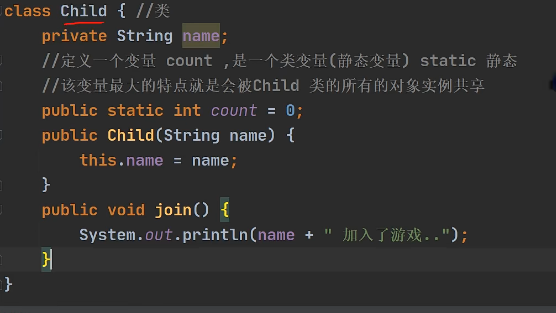 class Child { //类
private String name;
//定义一个变量 count ,是一个类变量(静态变量) static 静态
//该变量最大的特点就是会被Child 类的所有的对象实例共享
public static int count = 0;
public Child(String name) {
this.name = name;
}
public void join() {
System.out.println(name + " 加入了游戏..");
}
}